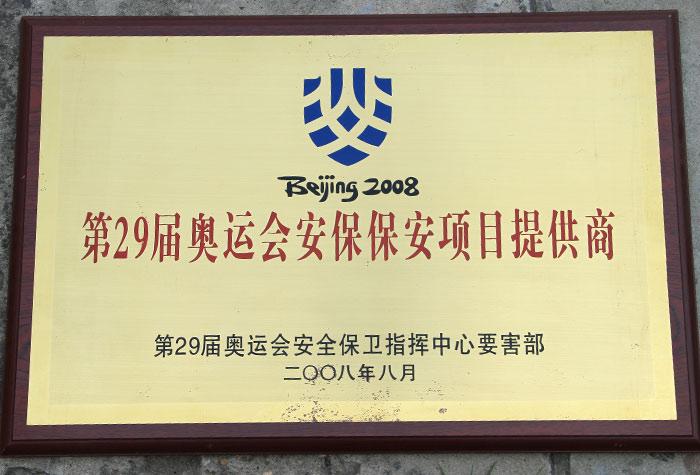 Beijing 2008
第29届奥运会安保保安项目提供商
第29届奥运会安全保卫指挥中心要害部
二〇〇八年八月